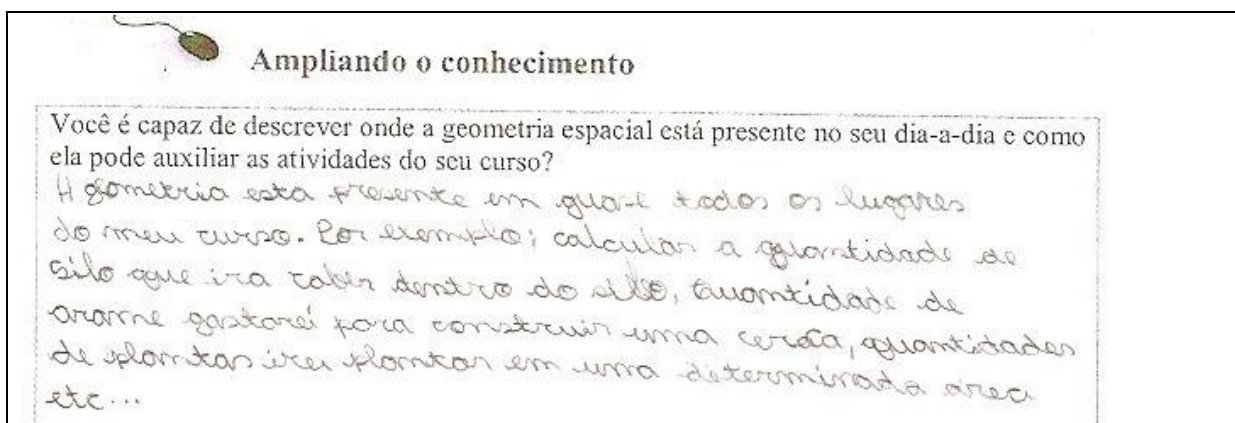 Ampliando o conhecimento
Você é capaz de descrever onde a geometria espacial está presente no seu dia-a-dia e como
ela pode auxiliar as atividades do seu curso?
A geometria esta presente em quase todos os lugares
do meu curso. Por exemplo; calcular a quantidade de
silo que ira caber dentro do silo, quantidade de
arame gastarei para construir uma cerca, quantidades
de plantas irei plantar em uma determinada área
etc...